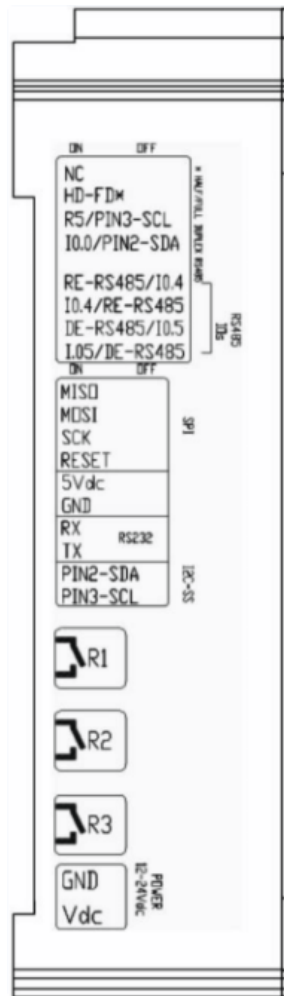 ON OFF
NC
HD-FD*
R5/PIN3-SCL
I0.0/PIN2-SDA
* HALF/FULL DUPLEX RS485
RE-RS485/I0.4
I0.4/RE-RS485
DE-RS485/I0.5
I.05/DE-RS485
RS485
IOs
ON OFF
MISO
MOSI
SCK
RESET
SPI
5Vdc
GND
RX
TX
RS232
PIN2-SDA
PIN3-SCL
I2C-SS
R1
R2
R3
GND
Vdc
POWER
12-24Vdc